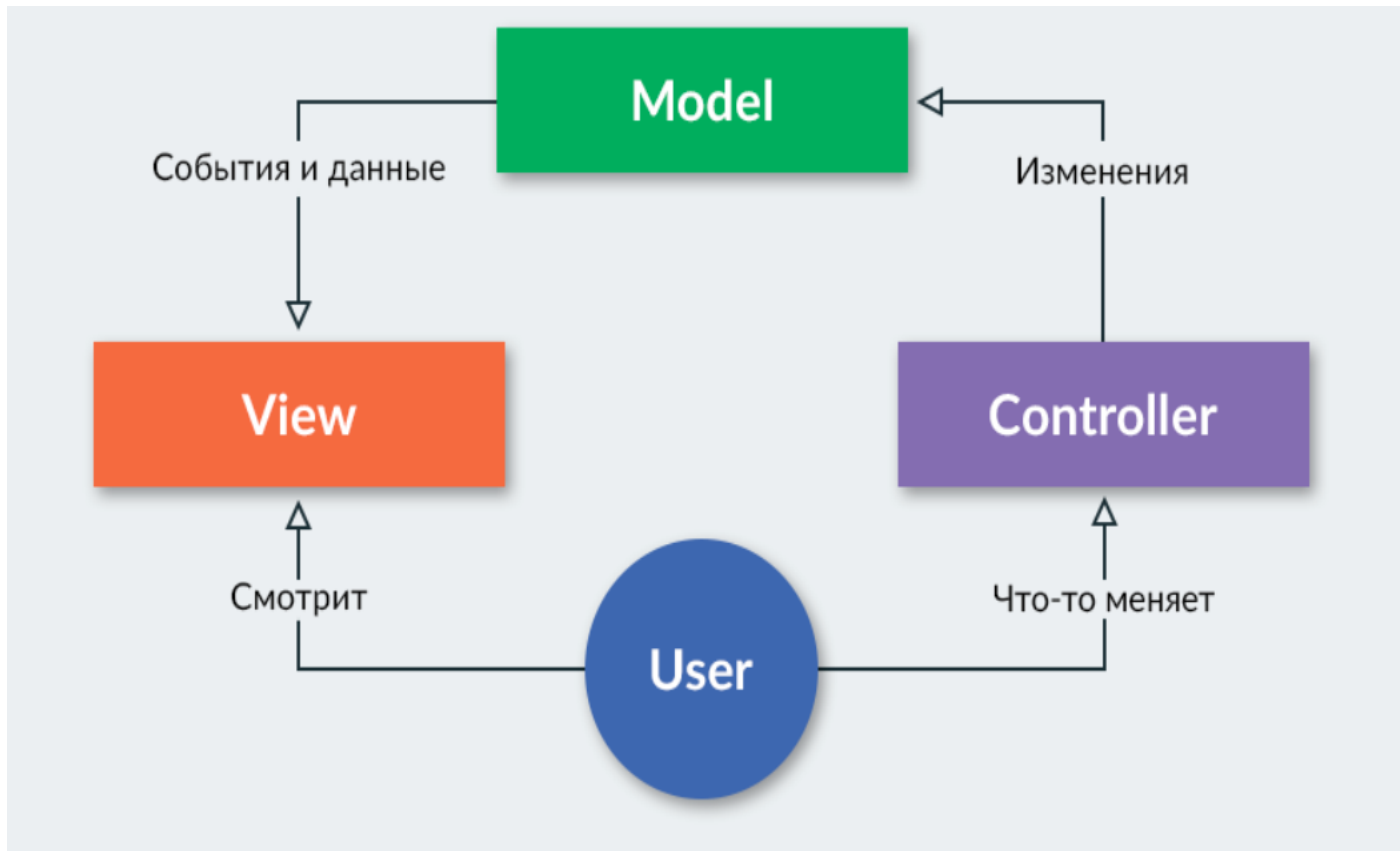 Model
События и данные
Изменения
View
Controller
Смотрит
Что-то меняет
User